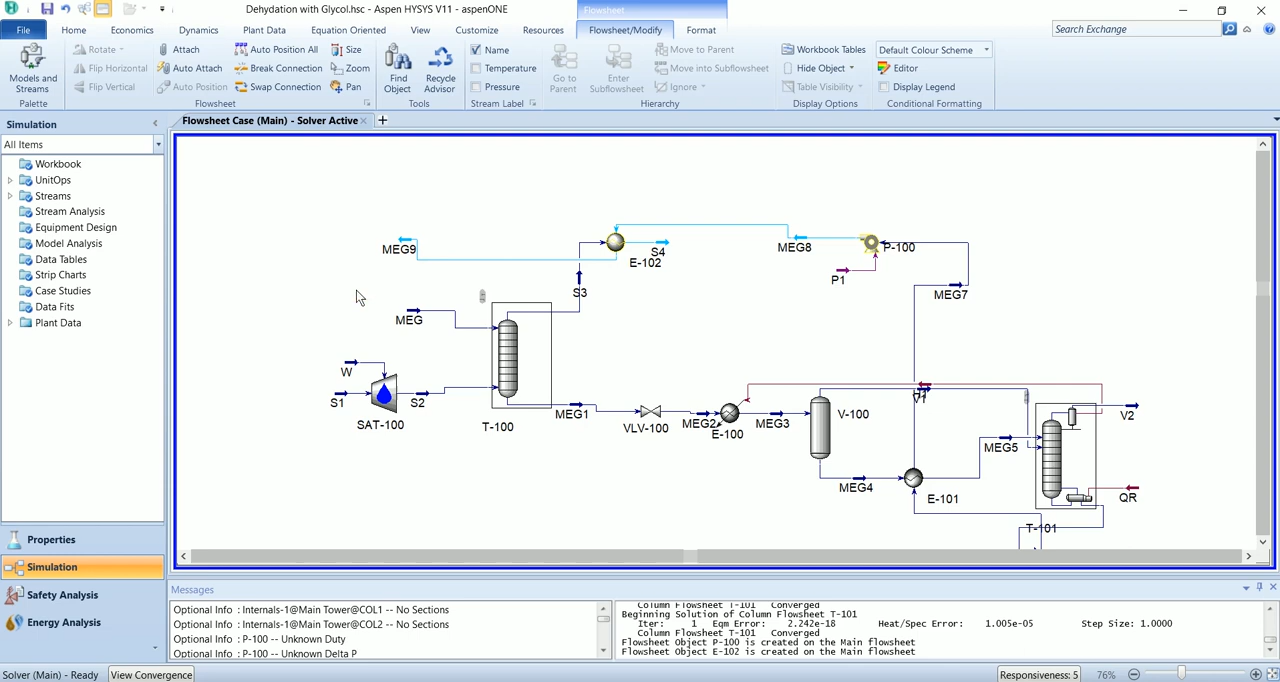 Dehydation with Glycol.hsc - Aspen HYSYS V11 - aspenONE
Flowsheet
File Home Economics Dynamics Plant Data Equation Oriented View Customize Resources Flowsheet/Modify Format
Search Exchange
Models and Streams
Palette
Rotate
Flip Horizontal
Flip Vertical
Attach
Auto Attach
Auto Position
Auto Position All
Break Connection
Swap Connection
Size
Zoom
Pan
Flowsheet
Find Object
Recycle Advisor
Tools
Name
Temperature
Pressure
Stream Label
Go to Parent
Enter Subflowsheet
Move to Parent
Move into Subflowsheet
Ignore
Hierarchy
Workbook Tables
Hide Object
Table Visibility
Display Options
Default Colour Scheme
Editor
Display Legend
Conditional Formatting
Simulation
All Items
Workbook
UnitOps
Streams
Stream Analysis
Equipment Design
Model Analysis
Data Tables
Strip Charts
Case Studies
Data Fits
Plant Data
Properties
Simulation
Safety Analysis
Energy Analysis
Flowsheet Case (Main) - Solver Active
MEG9
S4
E-102
MEG8
P-100
P1
S3
MEG7
MEG
W
S1
S2
SAT-100
T-100
MEG1
VLV-100
MEG2
E-100
MEG3
V-100
V1
V2
MEG5
MEG4
E-101
QR
T-101
Messages
Optional Info : Internals-1@Main Tower@COL1 -- No Sections
Optional Info : Internals-1@Main Tower@COL2 -- No Sections
Optional Info : P-100 -- Unknown Duty
Optional Info : P-100 -- Unknown Delta P
Column Flowsheet T-101 Converged
Beginning Solution of Column Flowsheet T-101
Iter: 1 Eqm Error: 2.242e-18 Heat/Spec Error: 1.005e-05 Step Size: 1.0000
Column Flowsheet T-101 Converged
Flowsheet Object P-100 is created on the Main flowsheet
Flowsheet Object E-102 is created on the Main flowsheet
Solver (Main) - Ready View Convergence Responsiveness: 5 76%